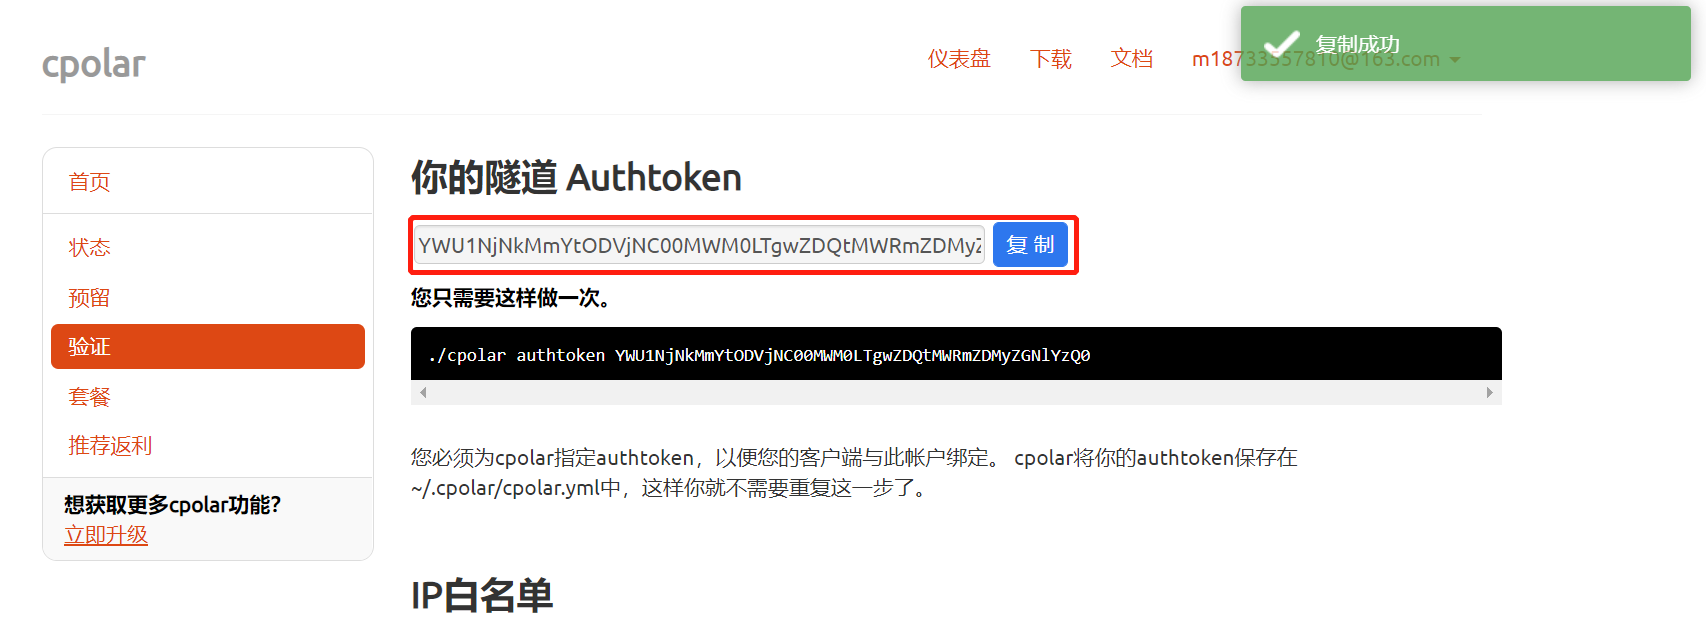 cpolar
仪表盘
下载
文档
m18733557810@163.com
复制成功
首页
状态
预留
验证
套餐
推荐返利
想获取更多cpolar功能?
立即升级
你的隧道 Authtoken
YWU1NjNkMmYtODVjNC00MWM0LTgwZDQtMWRmZDMyZ
复 制
您只需要这样做一次。
./cpolar authtoken YWU1NjNkMmYtODVjNC00MWM0LTgwZDQtMWRmZDMyZGNlYzQ0
您必须为cpolar指定authtoken，以便您的客户端与此帐户绑定。 cpolar将你的authtoken保存在
~/.cpolar/cpolar.yml中，这样你就不需要重复这一步了。
IP白名单